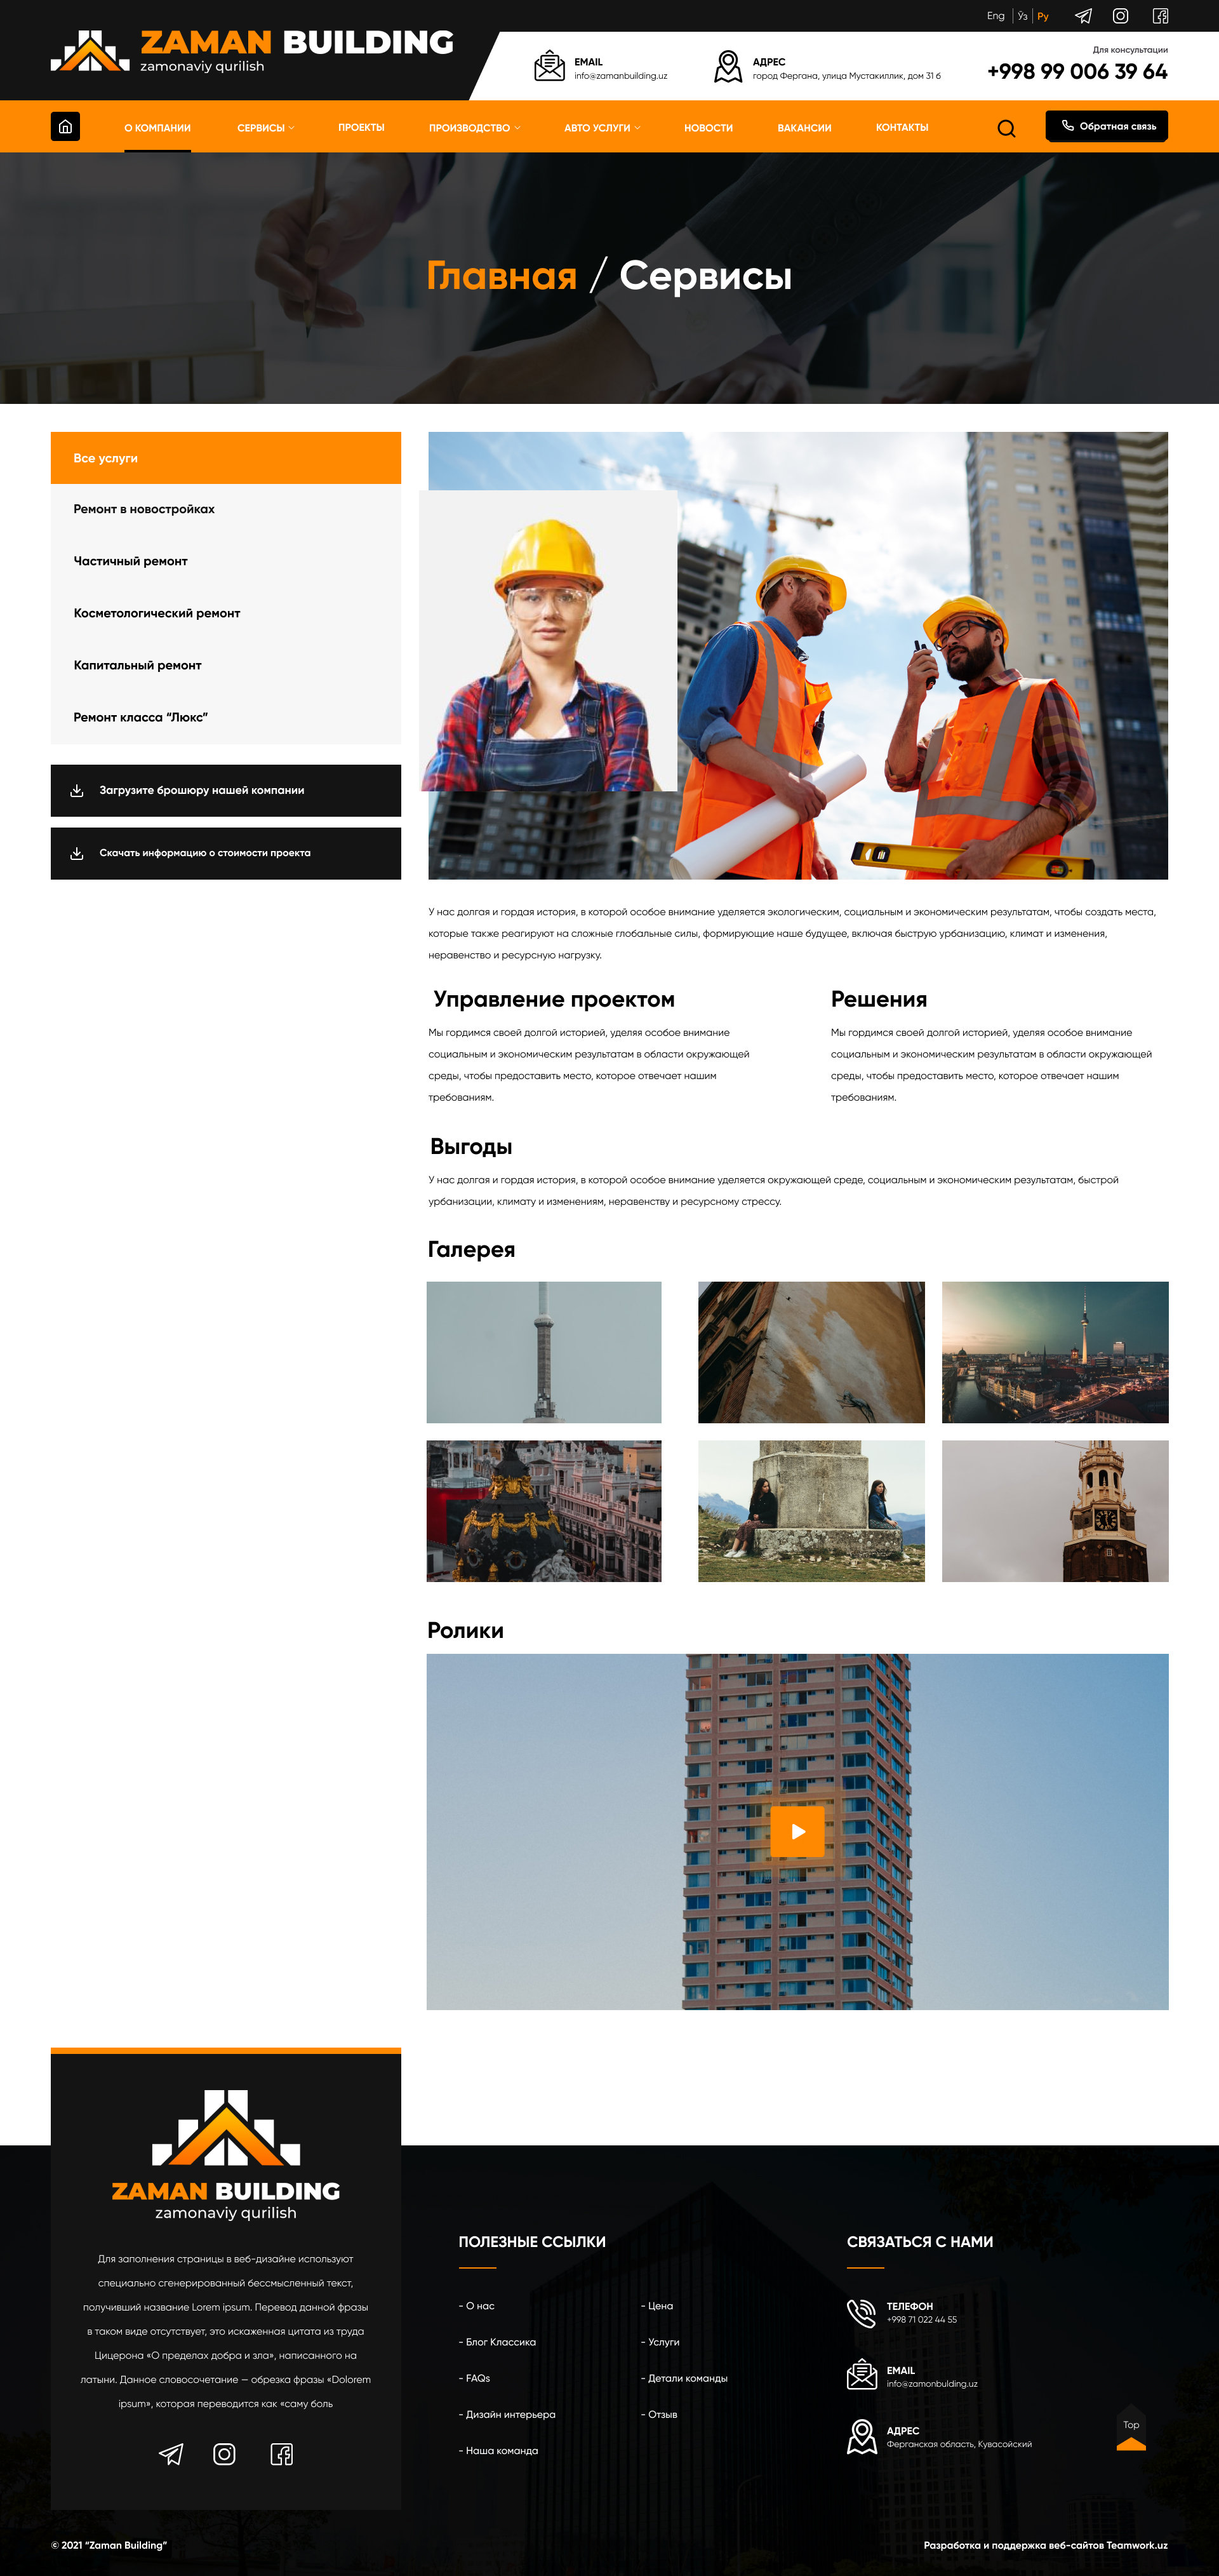 Eng
Ўз
Ру
ZAMAN BUILDING
zamonaviy qurilish
EMAIL
info@zamanbuilding.uz
АДРЕС
город Фергана, улица Мустакиллик, дом 31 б
Для консультации
+998 99 006 39 64
О КОМПАНИИ
СЕРВИСЫ
ПРОЕКТЫ
ПРОИЗВОДСТВО
АВТО УСЛУГИ
НОВОСТИ
ВАКАНСИИ
КОНТАКТЫ
Обратная связь
Главная / Сервисы
Все услуги
Ремонт в новостройках
Частичный ремонт
Косметологический ремонт
Капитальный ремонт
Ремонт класса “Люкс”
Загрузите брошюру нашей компании
Скачать информацию о стоимости проекта
У нас долгая и гордая история, в которой особое внимание уделяется экологическим, социальным и экономическим результатам, чтобы создать места,
которые также реагируют на сложные глобальные силы, формирующие наше будущее, включая быструю урбанизацию, климат и изменения,
неравенство и ресурсную нагрузку.
Управление проектом
Мы гордимся своей долгой историей, уделяя особое внимание
социальным и экономическим результатам в области окружающей
среды, чтобы предоставить место, которое отвечает нашим
требованиям.
Решения
Мы гордимся своей долгой историей, уделяя особое внимание
социальным и экономическим результатам в области окружающей
среды, чтобы предоставить место, которое отвечает нашим
требованиям.
Выгоды
У нас долгая и гордая история, в которой особое внимание уделяется окружающей среде, социальным и экономическим результатам, быстрой
урбанизации, климату и изменениям, неравенству и ресурсному стрессу.
Галерея
Ролики
ZAMAN BUILDING
zamonaviy qurilish
Для заполнения страницы в веб-дизайне используют
специально сгенерированный бессмысленный текст,
получивший название Lorem ipsum. Перевод данной фразы
в таком виде отсутствует, это искаженная цитата из труда
Цицерона «О пределах добра и зла», написанного на
латыни. Данное словосочетание — обрезка фразы «Dolorem
ipsum», которая переводится как «саму боль
ПОЛЕЗНЫЕ ССЫЛКИ
- О нас
- Блог Классика
- FAQs
- Дизайн интерьера
- Наша команда
- Цена
- Услуги
- Детали команды
- Отзыв
СВЯЗАТЬСЯ С НАМИ
ТЕЛЕФОН
+998 71 022 44 55
EMAIL
info@zamonbulding.uz
АДРЕС
Ферганская область, Кувасойский
Top
© 2021 “Zaman Building”
Разработка и поддержка веб-сайтов Teamwork.uz